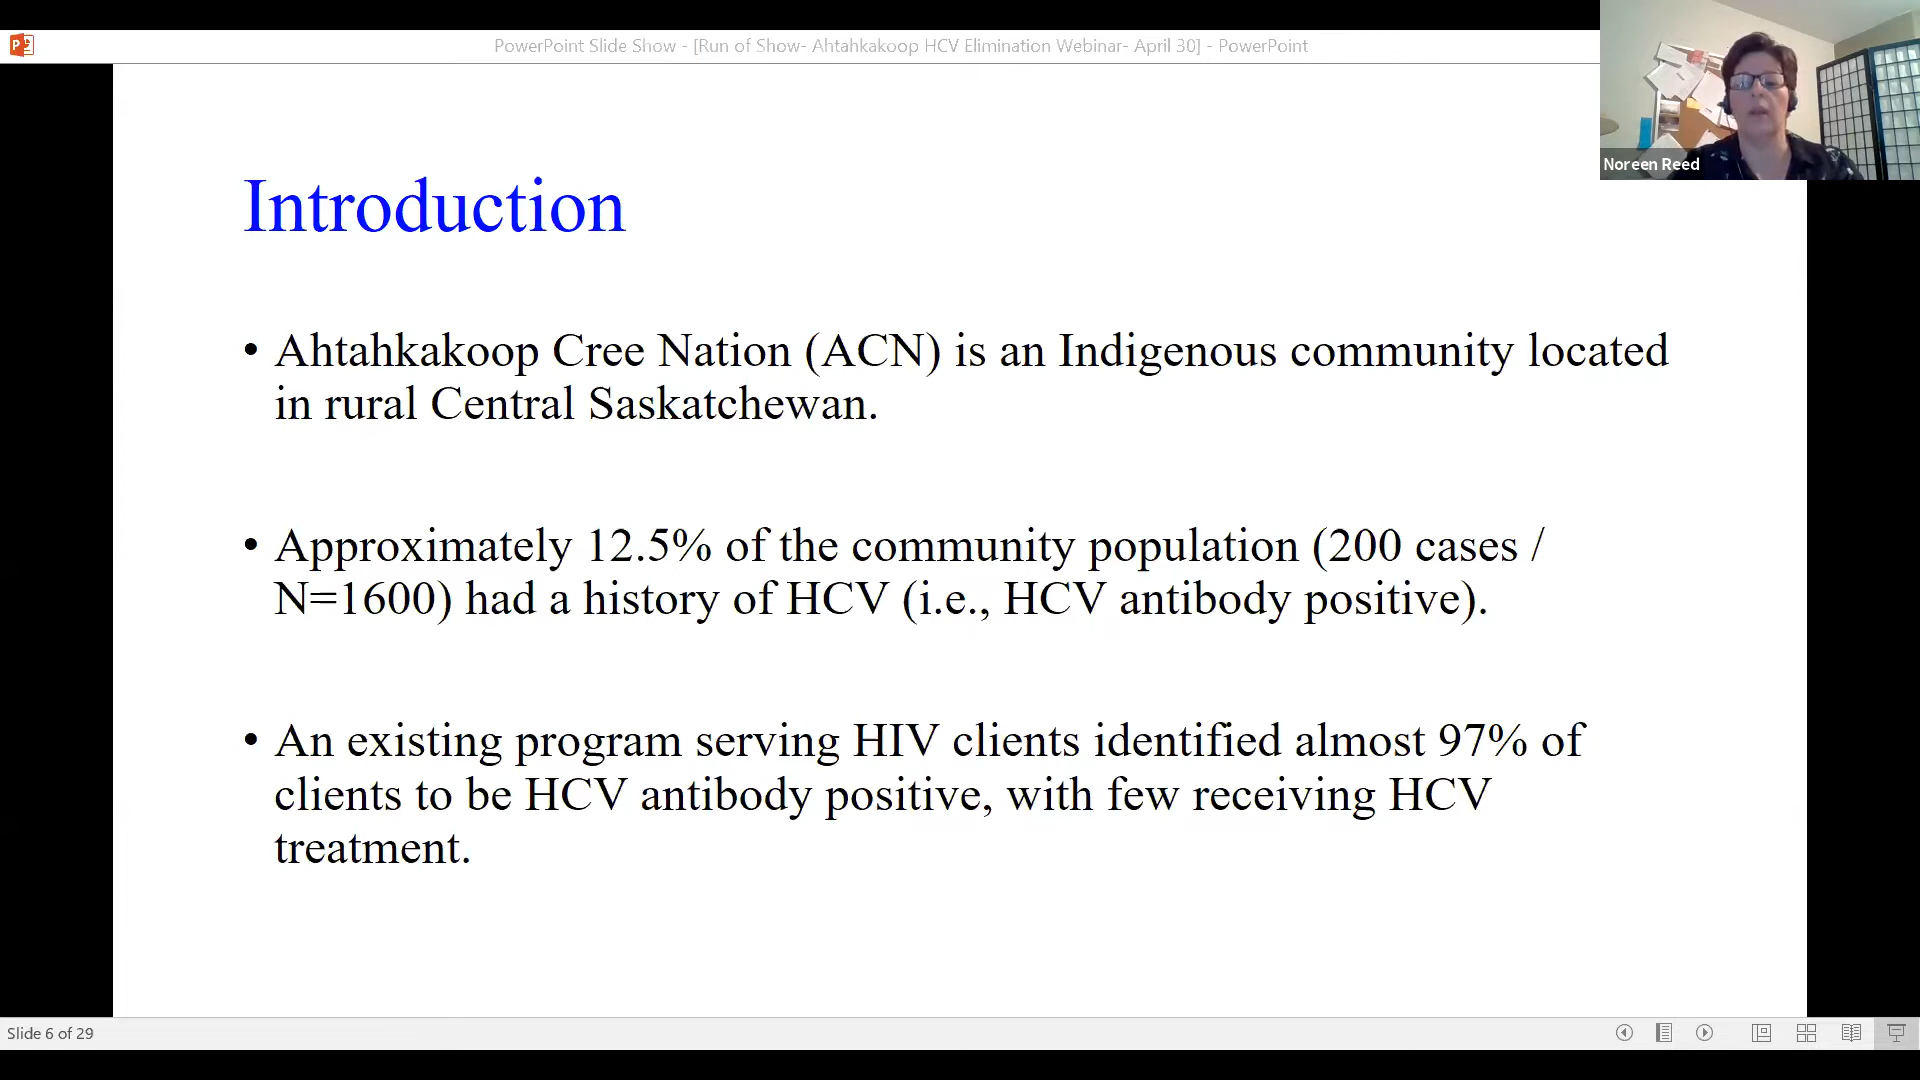 PowerPoint Slide Show - [Run of Show- Ahtahkakoop HCV Elimination Webinar- April 30] - PowerPoint
Noreen Reed
Introduction
• Ahtahkakoop Cree Nation (ACN) is an Indigenous community located
in rural Central Saskatchewan.
• Approximately 12.5% of the community population (200 cases /
N=1600) had a history of HCV (i.e., HCV antibody positive).
• An existing program serving HIV clients identified almost 97% of
clients to be HCV antibody positive, with few receiving HCV
treatment.
Slide 6 of 29